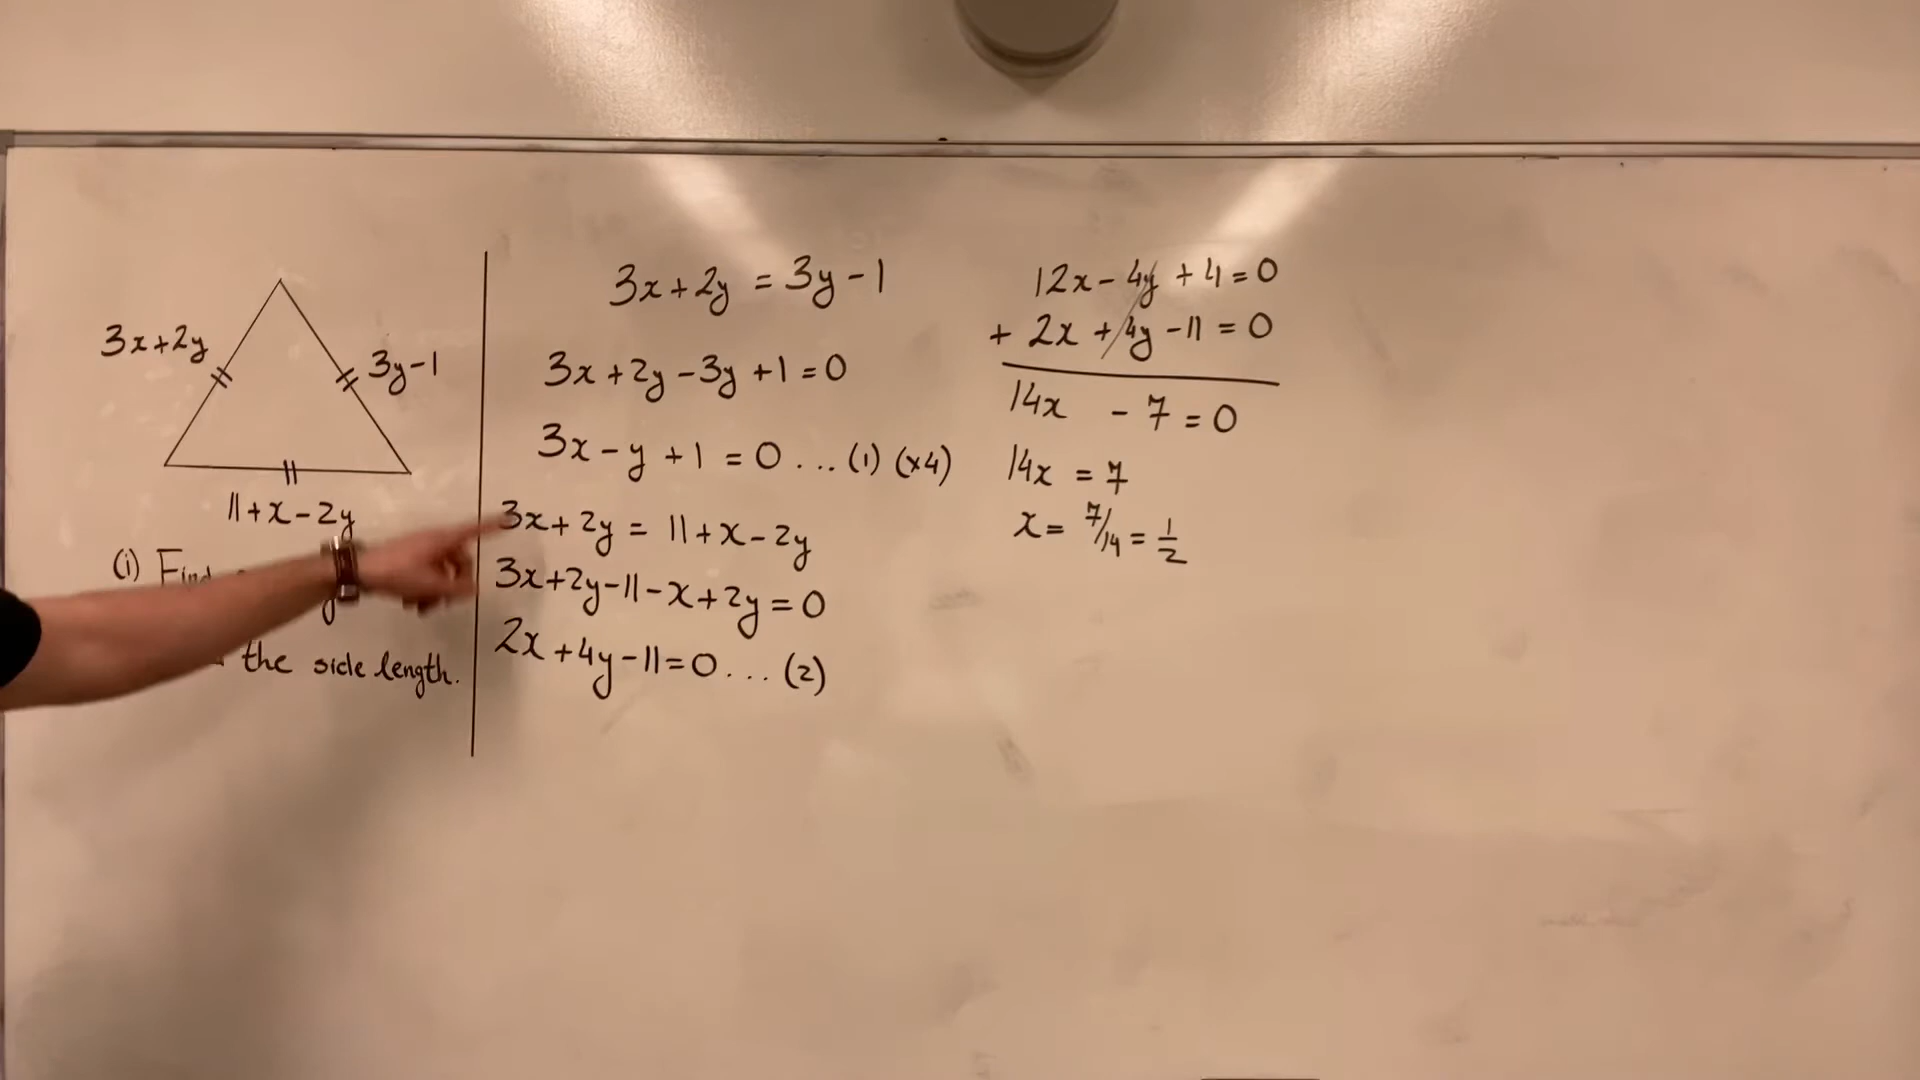 3x+2y
3y-1
11+x-2y
(i) Find
y
the side length.
3x+2y = 3y-1
3x+2y-3y+1=0
3x-y+1=0...(1) (×4)
3x+2y = 11+x-2y
3x+2y-11-x+2y=0
2x+4y-11=0...(2)
12x-4y+4=0
+ 2x+4y-11=0
14x -7=0
14x = 7
x= 7/14 = 1/2